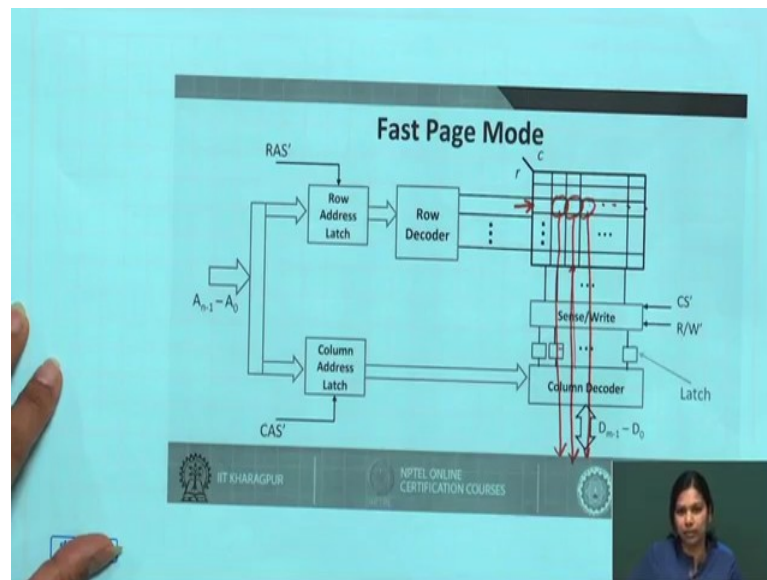 Fast Page Mode
RAS'
c
r
Row
Address
Latch
Row
Decoder
...
A_{n-1} – A_0
CS'
Sense/Write
R/W'
Column
Address
Latch
Column Decoder
Latch
CAS'
D_{m-1} – D_0
IIT KHARAGPUR
NPTEL ONLINE
CERTIFICATION COURSES